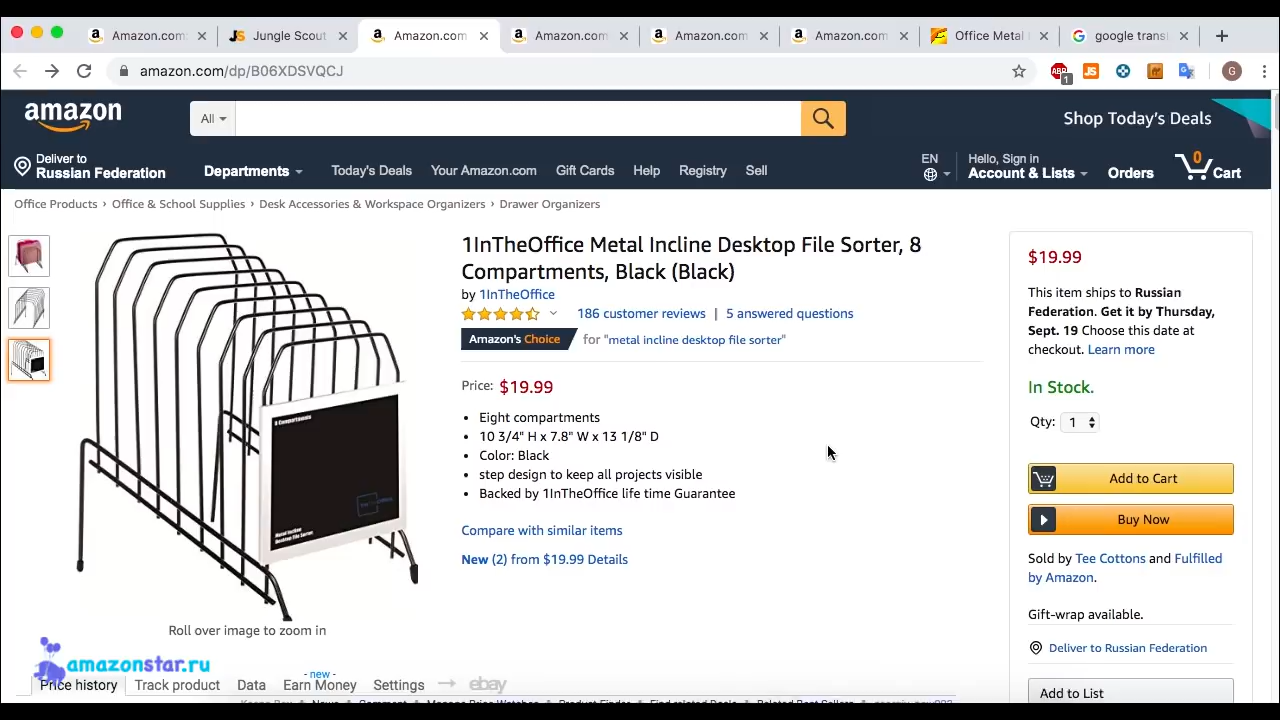 Amazon.com:
Jungle Scout
Amazon.com
Amazon.com
Amazon.com
Amazon.com
Office Metal
google trans
amazon.com/dp/B06XDSVQCJ
ABP
1
JS
G
amazon
All
Shop Today's Deals
Deliver to
Russian Federation
Departments
Today's Deals
Your Amazon.com
Gift Cards
Help
Registry
Sell
EN
Hello, Sign in
Account & Lists
Orders
0
Cart
Office Products › Office & School Supplies › Desk Accessories & Workspace Organizers › Drawer Organizers
1InTheOffice Metal Incline Desktop File Sorter, 8
Compartments, Black (Black)
by 1InTheOffice
186 customer reviews | 5 answered questions
Amazon's Choice for "metal incline desktop file sorter"
Price: $19.99
• Eight compartments
• 10 3/4" H x 7.8" W x 13 1/8" D
• Color: Black
• step design to keep all projects visible
• Backed by 1InTheOffice life time Guarantee
Compare with similar items
New (2) from $19.99 Details
8 Compartments
Metal Incline
Desktop File Sorter
Roll over image to zoom in
$19.99
This item ships to Russian
Federation. Get it by Thursday,
Sept. 19 Choose this date at
checkout. Learn more
In Stock.
Qty: 1
Add to Cart
Buy Now
Sold by Tee Cottons and Fulfilled
by Amazon.
Gift-wrap available.
Deliver to Russian Federation
Add to List
amazonstar.ru
- new -
Price history
Track product
Data
Earn Money
Settings
ebay